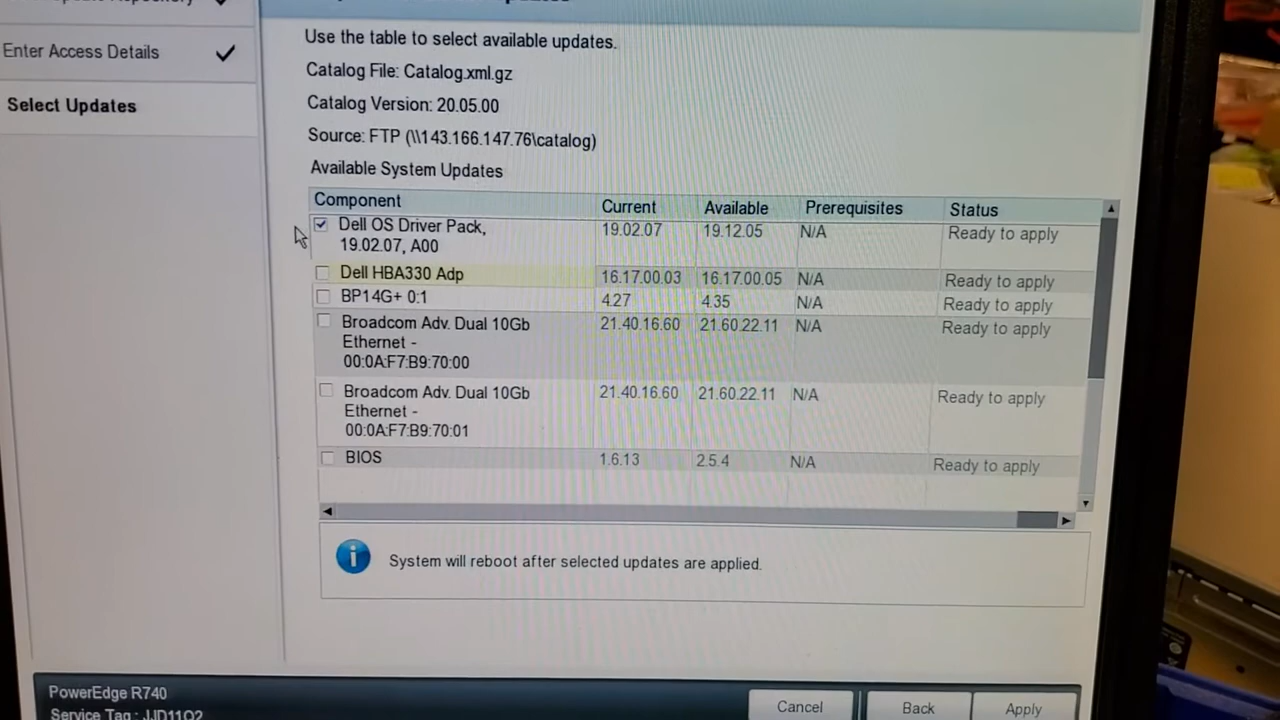 Enter Access Details
Select Updates
Use the table to select available updates.
Catalog File: Catalog.xml.gz
Catalog Version: 20.05.00
Source: FTP (\\143.166.147.76\catalog)
Available System Updates
Component Current Available Prerequisites Status
Dell OS Driver Pack, 19.02.07 19.12.05 N/A Ready to apply
19.02.07, A00
Dell HBA330 Adp 16.17.00.03 16.17.00.05 N/A Ready to apply
BP14G+ 0:1 4.27 4.35 N/A Ready to apply
Broadcom Adv. Dual 10Gb 21.40.16.60 21.60.22.11 N/A Ready to apply
Ethernet -
00:0A:F7:B9:70:00
Broadcom Adv. Dual 10Gb 21.40.16.60 21.60.22.11 N/A Ready to apply
Ethernet -
00:0A:F7:B9:70:01
BIOS 1.6.13 2.5.4 N/A Ready to apply
System will reboot after selected updates are applied.
PowerEdge R740
Service Tag :
Cancel Back Apply